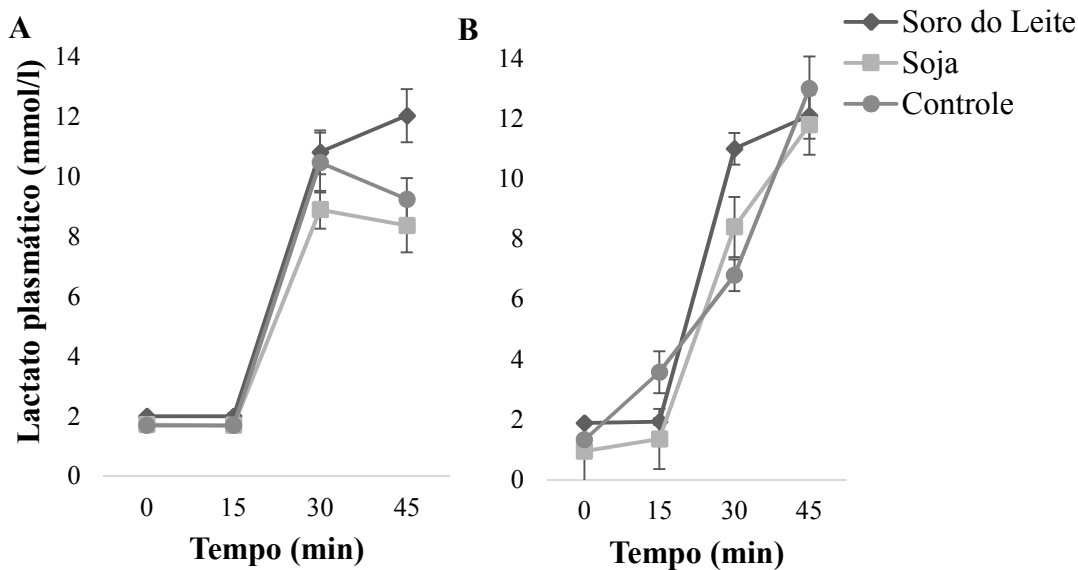 A
B
Soro do Leite
Soja
Controle
Lactato plasmático (mmol/l)
14
12
10
8
6
4
2
0
0 15 30 45
Tempo (min)
14
12
10
8
6
4
2
0
0 15 30 45
Tempo (min)